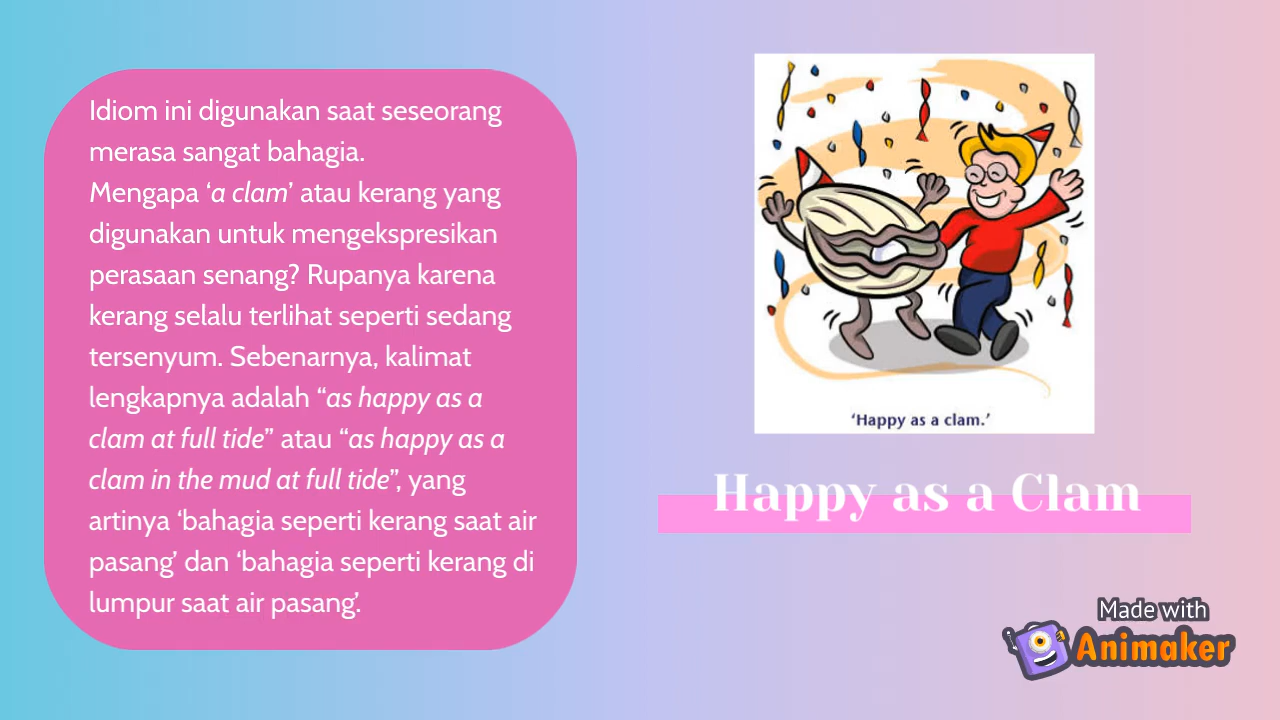 Idiom ini digunakan saat seseorang
merasa sangat bahagia.
Mengapa ‘a clam’ atau kerang yang
digunakan untuk mengekspresikan
perasaan senang? Rupanya karena
kerang selalu terlihat seperti sedang
tersenyum. Sebenarnya, kalimat
lengkapnya adalah “as happy as a
clam at full tide” atau “as happy as a
clam in the mud at full tide”, yang
artinya ‘bahagia seperti kerang saat air
pasang’ dan ‘bahagia seperti kerang di
lumpur saat air pasang’.
‘Happy as a clam.’
Happy as a Clam
Made with
Animaker